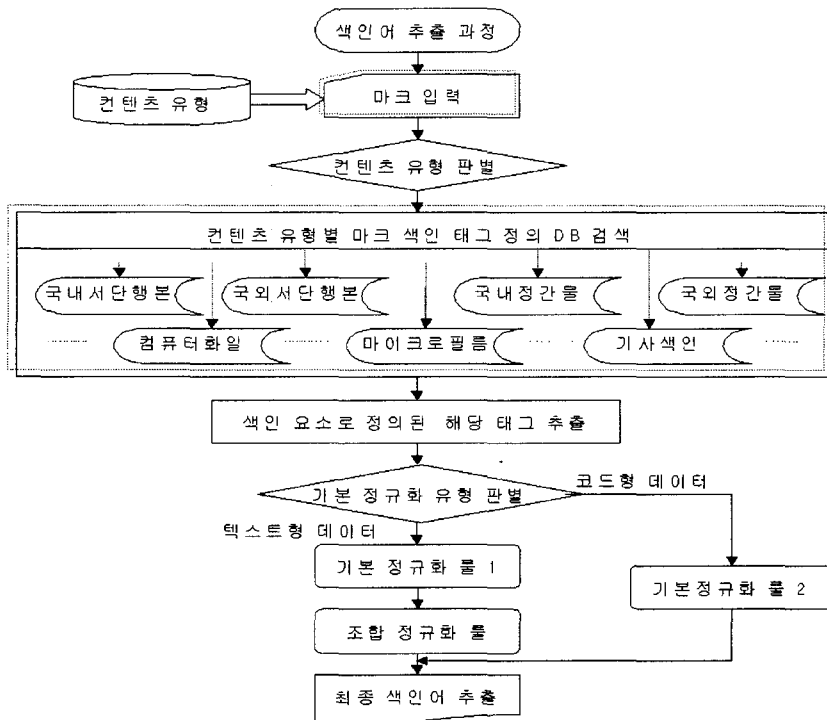 색인어 추출 과정
컨텐츠 유형
마크 입력
컨텐츠 유형 판별
컨텐츠 유형별 마크 색인 태그 정의 DB 검색
국내서단행본
국외서단행본
국내정간물
국외정간물
컴퓨터화일
마이크로필름
기사색인
색인 요소로 정의된 해당 태그 추출
기본 정규화 유형 판별
코드형 데이터
텍스트형 데이터
기본 정규화 룰 1
기본정규화 룰 2
조합 정규화 룰
최종 색인어 추출